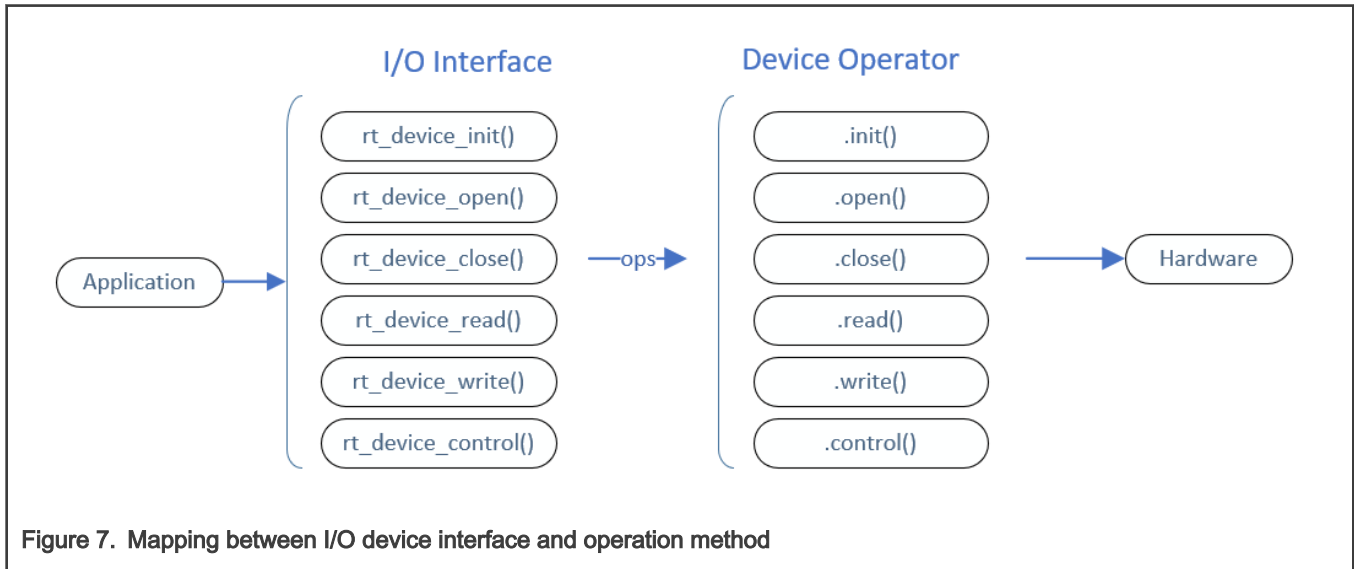 I/O Interface
Device Operator
rt_device_init()
.init()
rt_device_open()
.open()
rt_device_close()
ops
.close()
Hardware
Application
rt_device_read()
.read()
rt_device_write()
.write()
rt_device_control()
.control()
Figure 7. Mapping between I/O device interface and operation method